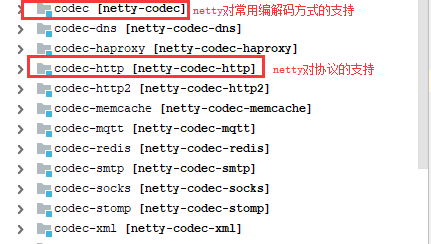 codec [netty-codec] netty对常用编解码方式的支持
codec-dns [netty-codec-dns]
codec-haproxy [netty-codec-haproxy]
codec-http [netty-codec-http] netty对协议的支持
codec-http2 [netty-codec-http2]
codec-memcache [netty-codec-memcache]
codec-mqtt [netty-codec-mqtt]
codec-redis [netty-codec-redis]
codec-smtp [netty-codec-smtp]
codec-socks [netty-codec-socks]
codec-stomp [netty-codec-stomp]
codec-xml [netty-codec-xml]